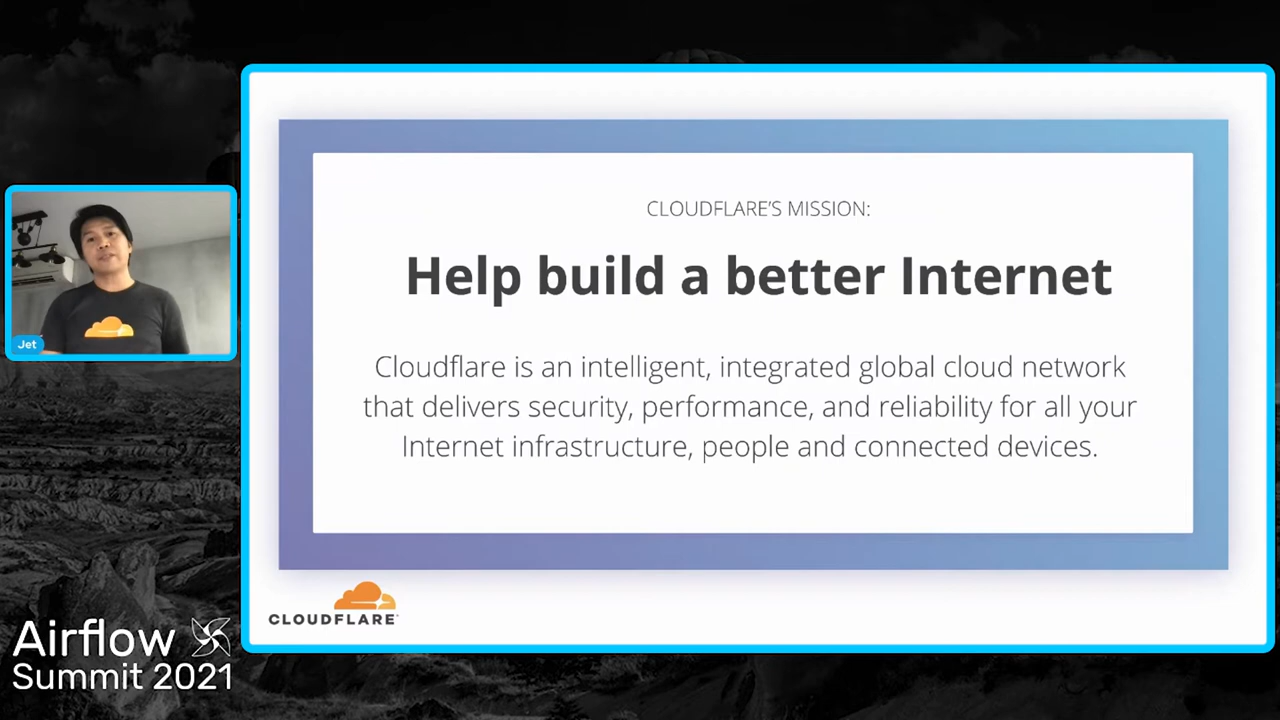 CLOUDFLARE'S MISSION:
Help build a better Internet
Cloudflare is an intelligent, integrated global cloud network
that delivers security, performance, and reliability for all your
Internet infrastructure, people and connected devices.
Jet
CLOUDFLARE
Airflow
Summit 2021